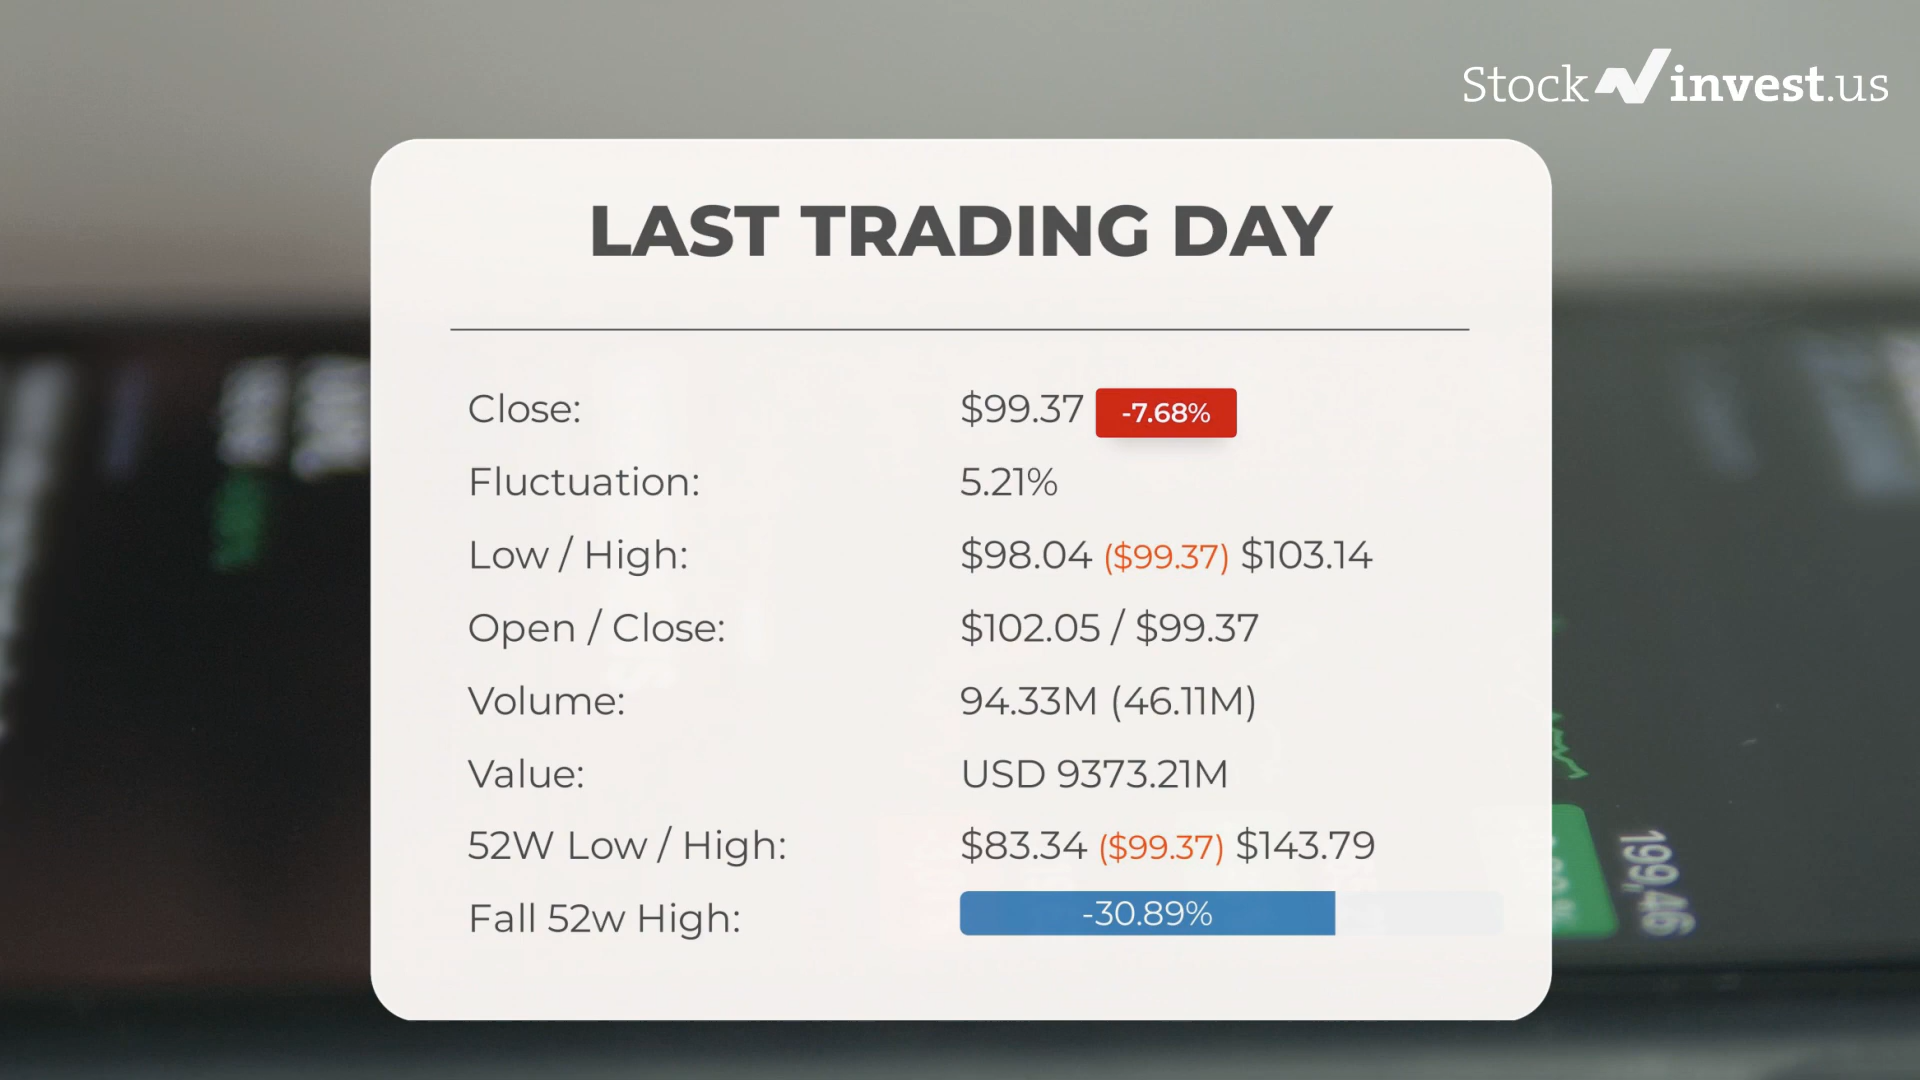 Stock invest.us
LAST TRADING DAY
Close: $99.37 -7.68%
Fluctuation: 5.21%
Low / High: $98.04 ($99.37) $103.14
Open / Close: $102.05 / $99.37
Volume: 94.33M (46.11M)
Value: USD 9373.21M
52W Low / High: $83.34 ($99.37) $143.79
Fall 52w High: -30.89%
199,46